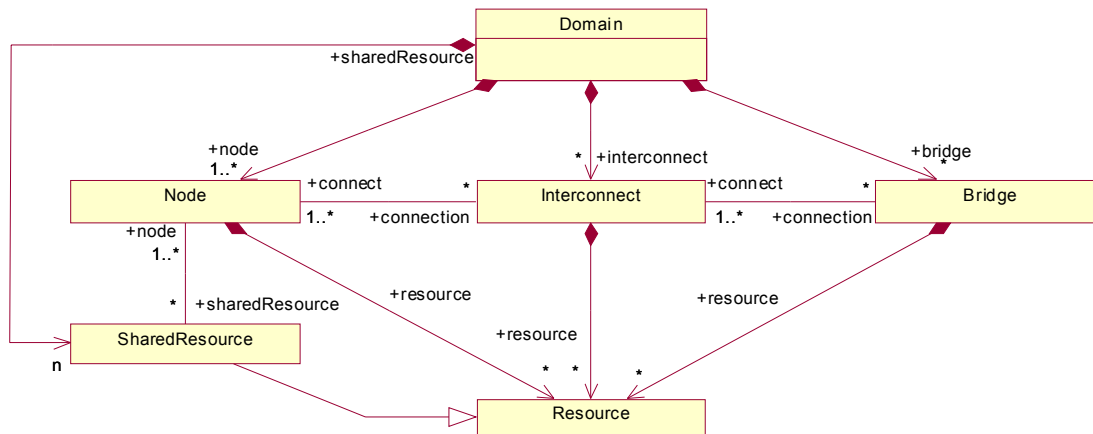 Domain
+sharedResource
+node
1..*
* +interconnect
+bridge
*
Node
+connect
*
1..*
+connection
Interconnect
+connect
*
1..*
+connection
Bridge
+node
1..*
* +sharedResource
SharedResource
n
+resource
*
+resource
*
+resource
*
Resource